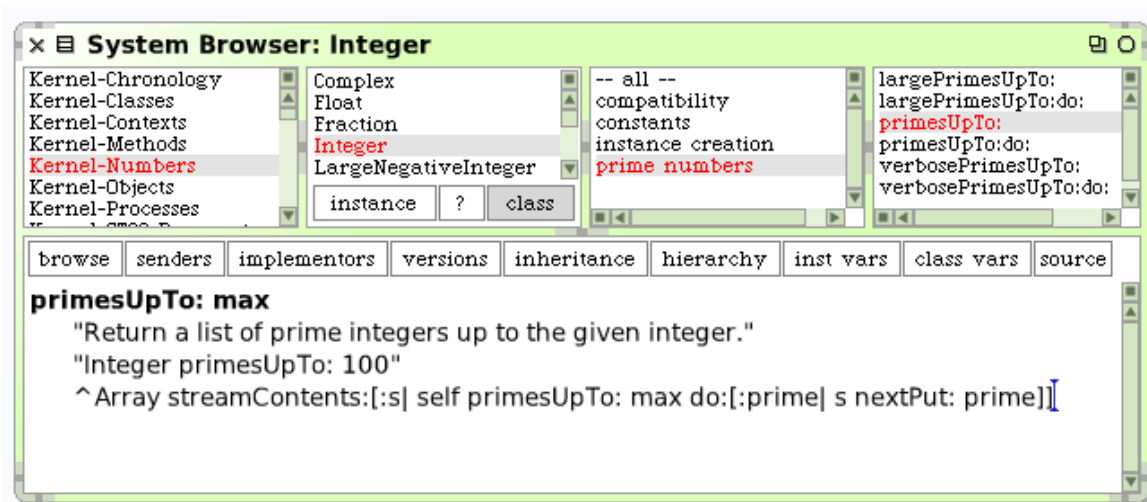 System Browser: Integer
Kernel-Chronology
Kernel-Classes
Kernel-Contexts
Kernel-Methods
Kernel-Numbers
Kernel-Objects
Kernel-Processes
Complex
Float
Fraction
Integer
LargeNegativeInteger
instance ? class
-- all --
compatibility
constants
instance creation
prime numbers
largePrimesUpTo:
largePrimesUpTo:do:
primesUpTo:
primesUpTo:do:
verbosePrimesUpTo:
verbosePrimesUpTo:do:
browse senders implementors versions inheritance hierarchy inst vars class vars source
primesUpTo: max
"Return a list of prime integers up to the given integer."
"Integer primesUpTo: 100"
^Array streamContents:[:s| self primesUpTo: max do:[:prime| s nextPut: prime]]